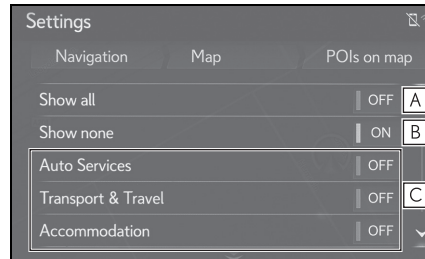 Settings
Navigation Map POIs on map
Show all OFF A
Show none ON B
Auto Services OFF
Transport & Travel OFF C
Accommodation OFF